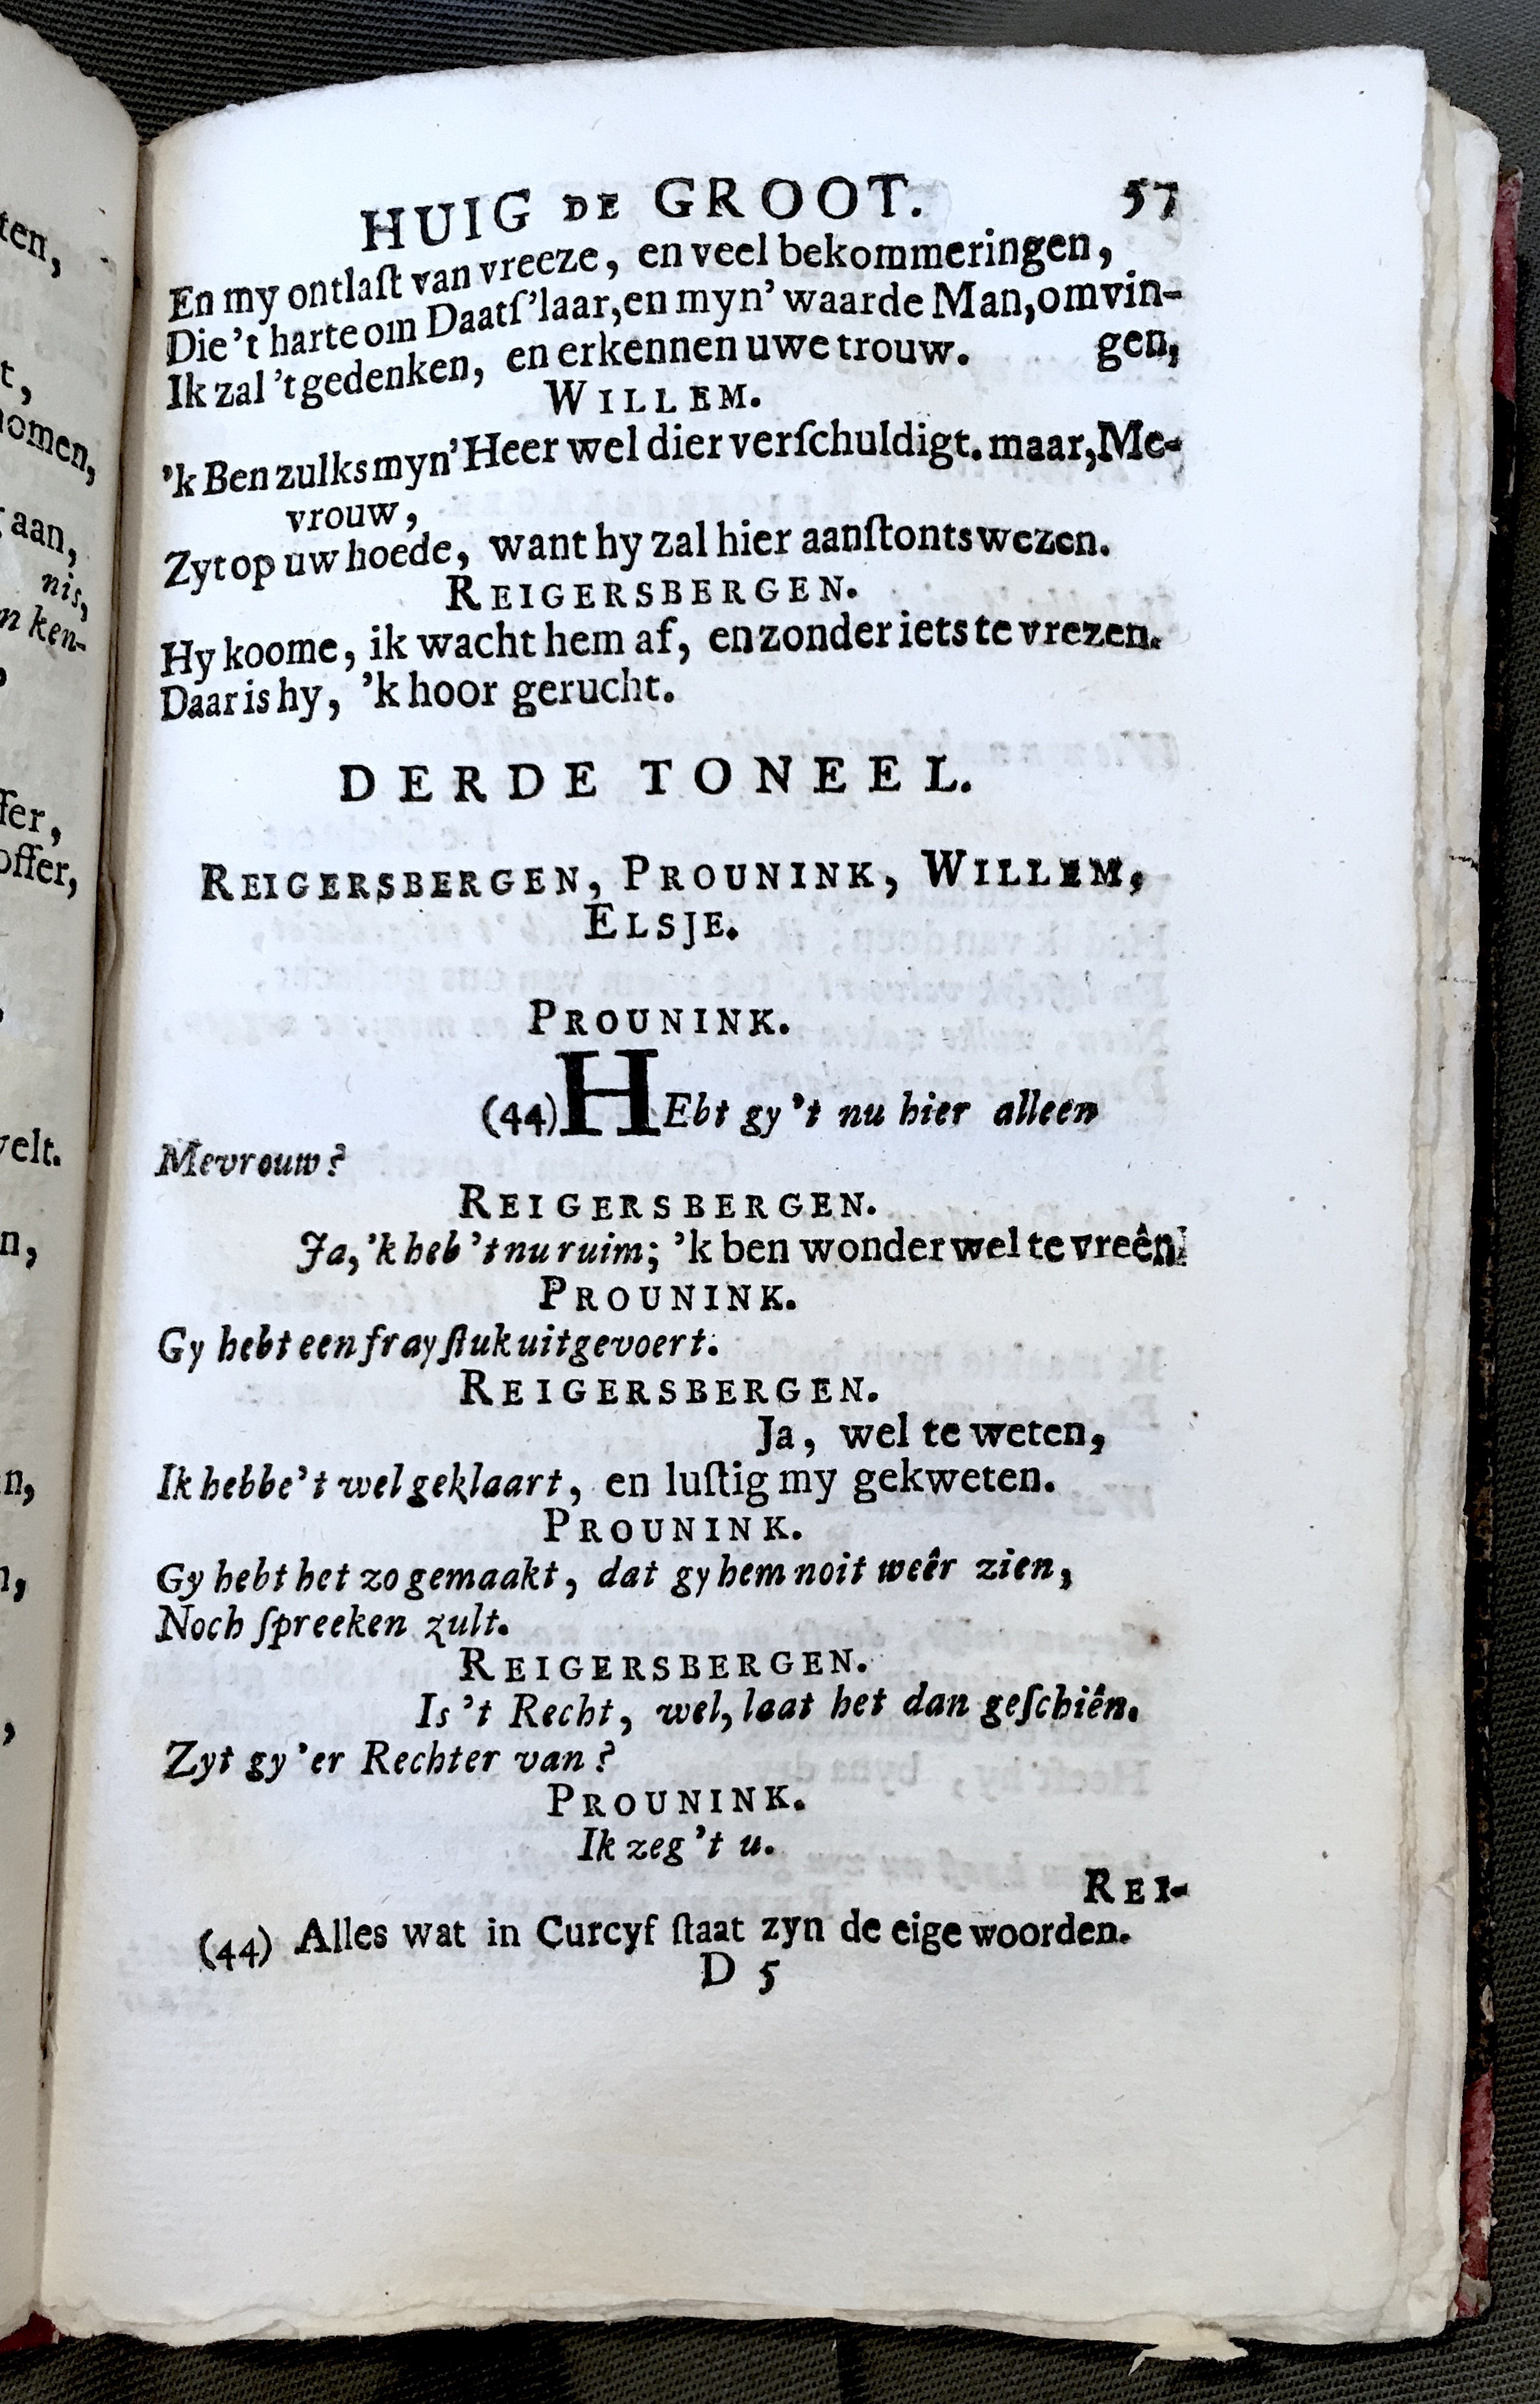 ten,
t,
nomen,
aan,
nis,
n ken-
ffer,
offer,
velt.
n,
n,
HUIG DE GROOT. 57
En my ontlaſt van vreeze, en veel bekommeringen,
Die 't harte om Daatſ'laar, en myn' waarde Man, omvin-
gen,
Ik zal 't gedenken, en erkennen uwe trouw.
WILLEM.
'k Ben zulks myn' Heer wel dier verſchuldigt. maar, Me-
vrouw,
Zyt op uw hoede, want hy zal hier aanſtonts wezen.
REIGERSBERGEN.
Hy koome, ik wacht hem af, en zonder iets te vrezen.
Daar is hy, 'k hoor gerucht.
DERDE TONEEL.
REIGERSBERGEN, PROUNINK, WILLEM,
ELSJE.
PROUNINK.
(44) HEbt gy 't nu hier alleen
Mevrouw?
REIGERSBERGEN.
Ja, 'k heb 't nu ruim; 'k ben wonder wel te vreên.
PROUNINK.
Gy hebt een fray ſtuk uitgevoert.
REIGERSBERGEN.
Ja, wel te weten,
Ik hebbe 't wel geklaart, en luſtig my gekweten.
PROUNINK.
Gy hebt het zo gemaakt, dat gy hem noit weêr zien,
Noch ſpreeken zult.
REIGERSBERGEN.
Is 't Recht, wel, laat het dan geſchiên.
Zyt gy 'er Rechter van?
PROUNINK.
Ik zeg 't u.
REI-
(44) Alles wat in Curcyf ſtaat zyn de eige woorden.
D 5